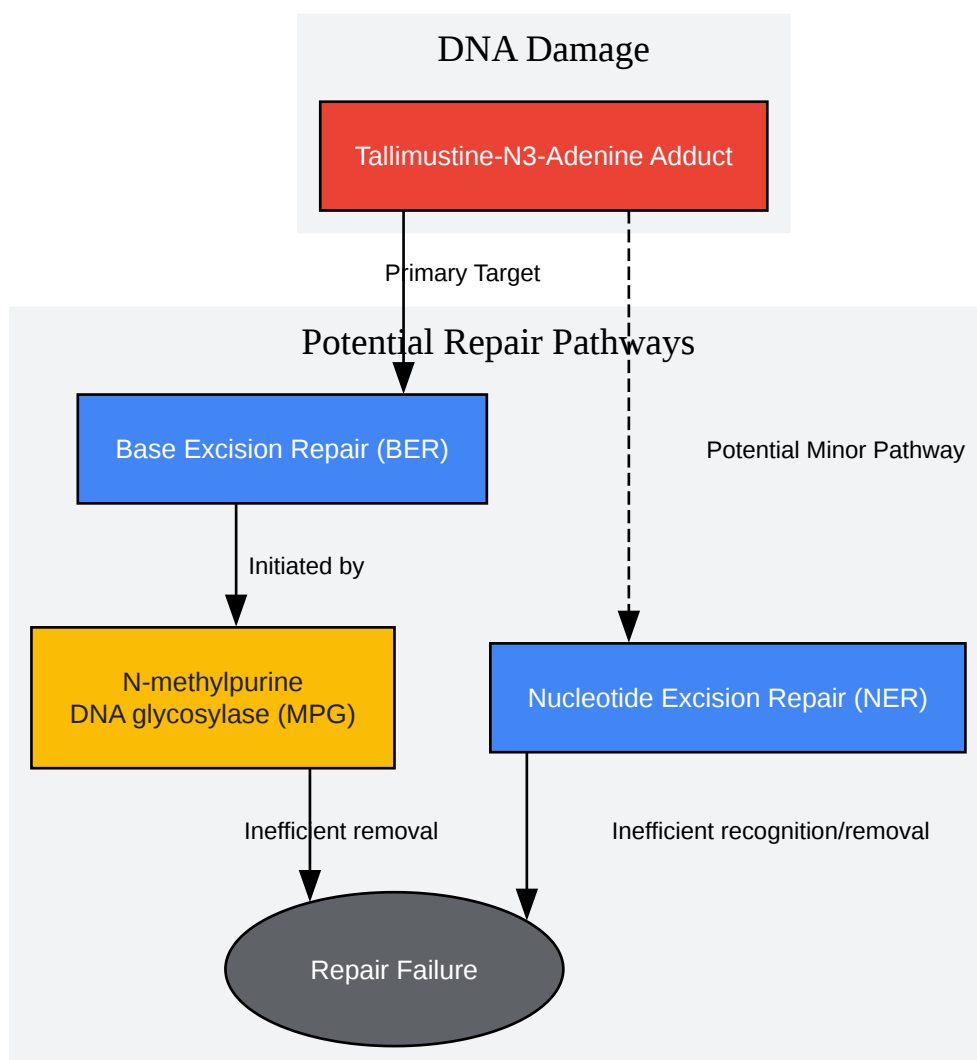 DNA Damage
Tallimustine-N3-Adenine Adduct
Primary Target
Potential Repair Pathways
Base Excision Repair (BER)
Potential Minor Pathway
Initiated by
N-methylpurine
DNA glycosylase (MPG)
Nucleotide Excision Repair (NER)
Inefficient removal
Inefficient recognition/removal
Repair Failure